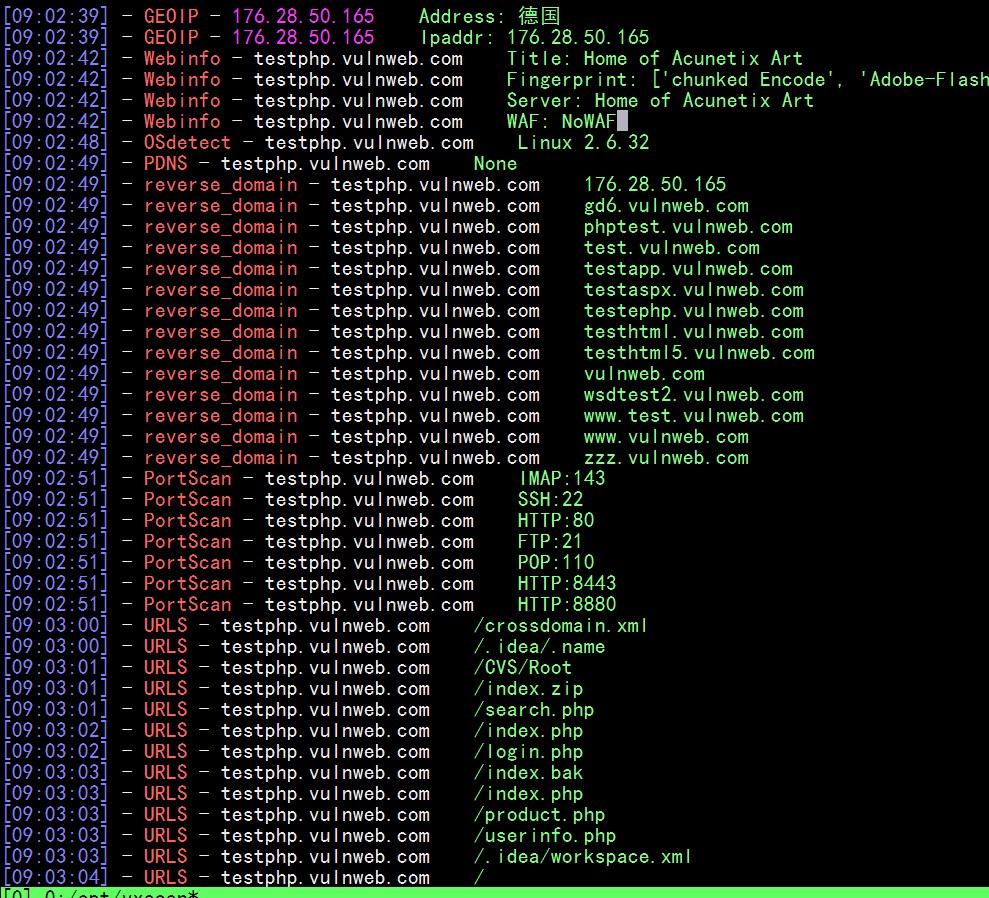 [09:02:39] - GEOIP - 176.28.50.165    Address: 德国
[09:02:39] - GEOIP - 176.28.50.165    Ipaddr: 176.28.50.165
[09:02:42] - Webinfo - testphp.vulnweb.com    Title: Home of Acunetix Art
[09:02:42] - Webinfo - testphp.vulnweb.com    Fingerprint: ['chunked Encode', 'Adobe-Flash
[09:02:42] - Webinfo - testphp.vulnweb.com    Server: Home of Acunetix Art
[09:02:42] - Webinfo - testphp.vulnweb.com    WAF: NoWAF
[09:02:48] - OSdetect - testphp.vulnweb.com    Linux 2.6.32
[09:02:49] - PDNS - testphp.vulnweb.com    None
[09:02:49] - reverse_domain - testphp.vulnweb.com    176.28.50.165
[09:02:49] - reverse_domain - testphp.vulnweb.com    gd6.vulnweb.com
[09:02:49] - reverse_domain - testphp.vulnweb.com    phptest.vulnweb.com
[09:02:49] - reverse_domain - testphp.vulnweb.com    test.vulnweb.com
[09:02:49] - reverse_domain - testphp.vulnweb.com    testapp.vulnweb.com
[09:02:49] - reverse_domain - testphp.vulnweb.com    testaspx.vulnweb.com
[09:02:49] - reverse_domain - testphp.vulnweb.com    testephp.vulnweb.com
[09:02:49] - reverse_domain - testphp.vulnweb.com    testhtml.vulnweb.com
[09:02:49] - reverse_domain - testphp.vulnweb.com    testhtml5.vulnweb.com
[09:02:49] - reverse_domain - testphp.vulnweb.com    vulnweb.com
[09:02:49] - reverse_domain - testphp.vulnweb.com    wsdtest2.vulnweb.com
[09:02:49] - reverse_domain - testphp.vulnweb.com    www.test.vulnweb.com
[09:02:49] - reverse_domain - testphp.vulnweb.com    www.vulnweb.com
[09:02:49] - reverse_domain - testphp.vulnweb.com    zzz.vulnweb.com
[09:02:51] - PortScan - testphp.vulnweb.com    IMAP:143
[09:02:51] - PortScan - testphp.vulnweb.com    SSH:22
[09:02:51] - PortScan - testphp.vulnweb.com    HTTP:80
[09:02:51] - PortScan - testphp.vulnweb.com    FTP:21
[09:02:51] - PortScan - testphp.vulnweb.com    POP:110
[09:02:51] - PortScan - testphp.vulnweb.com    HTTP:8443
[09:02:51] - PortScan - testphp.vulnweb.com    HTTP:8880
[09:03:00] - URLS - testphp.vulnweb.com    /crossdomain.xml
[09:03:00] - URLS - testphp.vulnweb.com    /.idea/.name
[09:03:01] - URLS - testphp.vulnweb.com    /CVS/Root
[09:03:01] - URLS - testphp.vulnweb.com    /index.zip
[09:03:01] - URLS - testphp.vulnweb.com    /search.php
[09:03:02] - URLS - testphp.vulnweb.com    /index.php
[09:03:02] - URLS - testphp.vulnweb.com    /login.php
[09:03:03] - URLS - testphp.vulnweb.com    /index.bak
[09:03:03] - URLS - testphp.vulnweb.com    /index.php
[09:03:03] - URLS - testphp.vulnweb.com    /product.php
[09:03:03] - URLS - testphp.vulnweb.com    /userinfo.php
[09:03:03] - URLS - testphp.vulnweb.com    /.idea/workspace.xml
[09:03:04] - URLS - testphp.vulnweb.com    /